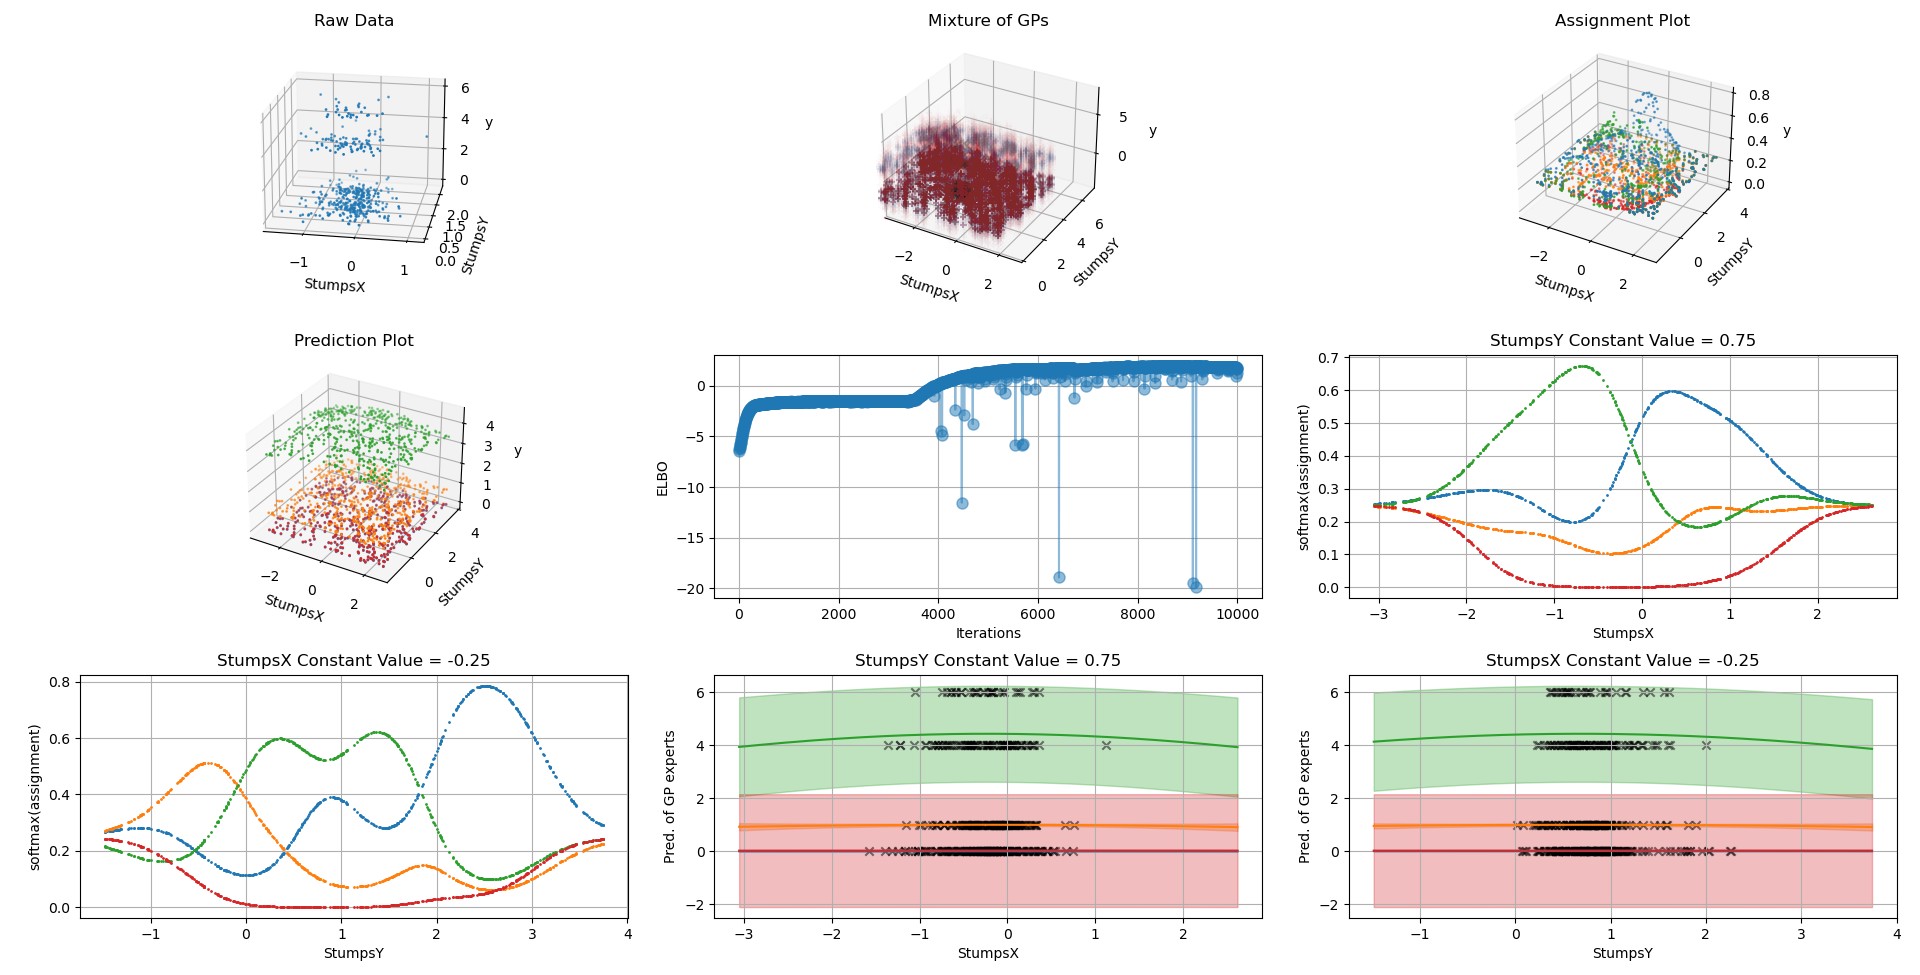 Raw Data
6
4
y
2
0
2.0
1.5
1.0
0.5
0.0
StumpsY
−1
0
1
StumpsX
Mixture of GPs
5
y
0
6
4
2
0
StumpsY
−2
0
2
StumpsX
Assignment Plot
0.8
0.6
y
0.4
0.2
0.0
4
2
0
StumpsY
−2
0
2
StumpsX
Prediction Plot
4
3
y
2
1
0
4
2
0
StumpsY
−2
0
2
StumpsX
0
−5
−10
−15
−20
ELBO
0 2000 4000 6000 8000 10000
Iterations
StumpsY Constant Value = 0.75
0.7
0.6
0.5
0.4
0.3
0.2
0.1
0.0
softmax(assignment)
−3 −2 −1 0 1 2
StumpsX
StumpsX Constant Value = -0.25
0.8
0.6
0.4
0.2
0.0
softmax(assignment)
−1 0 1 2 3 4
StumpsY
StumpsY Constant Value = 0.75
6
4
2
0
−2
Pred. of GP experts
−3 −2 −1 0 1 2
StumpsX
StumpsX Constant Value = -0.25
6
4
2
0
−2
Pred. of GP experts
−1 0 1 2 3 4
StumpsY